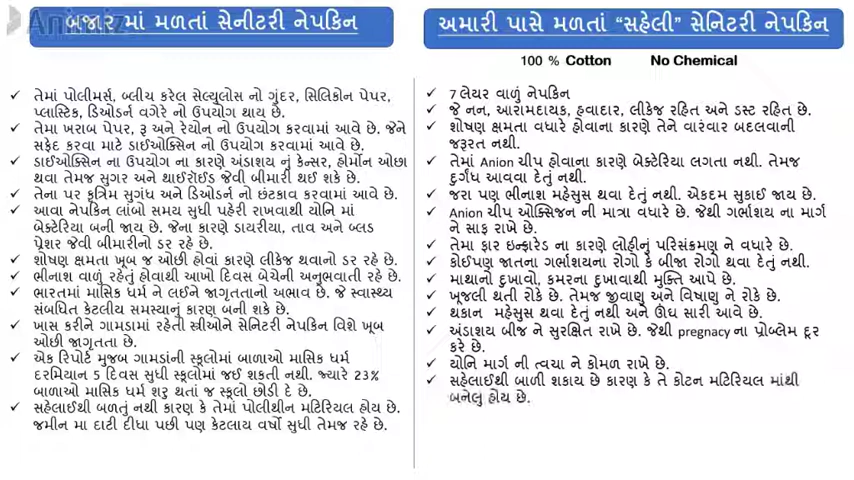 બજાર માં મળતાં સેનીટરી નેપકિન
તેમાં પોલીમર્સ, બ્લીચ કરેલ સેલ્યુલોસ નો ગુંદર, સિલિકોન પેપર,
પ્લાસ્ટિક, ડિઓડર્ન્ટ વગેરે નો ઉપયોગ થાય છે.
તેમા ખરાબ પેપર, રૂ અને રેયોન નો ઉપયોગ કરવામાં આવે છે. જેને
સફેદ કરવા માટે ડાઈઓક્સિન નો ઉપયોગ કરવામાં આવે છે.
ડાઈઓક્સિન ના ઉપયોગ ના કારણે અંડાશય નું કેન્સર, હોર્મોન ઓછા
થવા તેમજ સુગર અને થાઈરૉઈડ જેવી બીમારી થઈ શકે છે.
તેના પર કૃત્રિમ સુગંધ અને ડિઓડર્ન નો છંટકાવ કરવામાં આવે છે.
આવા નેપકિન લાંબો સમય સુધી પહેરી રાખવાથી યોનિ માં
બેક્ટેરિયા બની જાય છે. જેના કારણે ડાયરીયા, તાવ અને બ્લડ
પ્રેશર જેવી બીમારીનો ડર રહે છે.
શોષણ ક્ષમતા ખૂબ જ ઓછી હોવાં કારણે લીકેજ થવાનો ડર રહે છે.
ભીનાશ વાળું રહેતું હોવાથી આખો દિવસ બેચેની અનુભવાતી રહે છે.
ભારતમાં માસિક ધર્મ ને લઈને જાગૃતતાનો અભાવ છે. જે સ્વાસ્થ્ય
સંબધિત કેટલીય સમસ્યાનું કારણ બની શકે છે.
ખાસ કરીને ગામડામાં રહેતી સ્ત્રીઓને સેનિટરી નેપકિન વિશે ખૂબ
ઓછી જાગૃતતા છે.
એક રિપોર્ટ મુજબ ગામડાંની સ્કૂલમાં બાળાઓ માસિક ધર્મ
દરમિયાન 5 દિવસ સુધી સ્કૂલમાં જઈ શકતી નથી. જ્યારે 23%
બાળાઓ માસિક ધર્મ શરુ થતાં જ સ્કૂલ છોડી દે છે.
સહેલાઈથી બળતું નથી કારણ કે તેમાં પોલીથીન મટિરિયલ હોય છે.
જમીન મા દાટી દીધા પછી પણ કેટલાય વર્ષો સુધી તેમજ રહે છે.
અમારી પાસે મળતાં “સહેલી” સેનિટરી નેપકિન
100 % Cotton No Chemical
7 લેયર વાળું નેપકિન
જે નન, આરામદાયક, હવાદાર, લીકેજ રહિત અને ડસ્ટ રહિત છે.
શોષણ ક્ષમતા વધારે હોવાના કારણે તેને વારંવાર બદલવાની
જરૂરત નથી.
તેમાં Anion ચીપ હોવાના કારણે બેક્ટેરિયા લાગતા નથી. તેમજ
દુર્ગંધ આવવા દેતું નથી.
જરા પણ ભીનાશ મહેસુસ થવા દેતું નથી. એકદમ સુકાઈ જાય છે.
Anion ચીપ ઓક્સિજન ની માત્રા વધારે છે. જેથી ગર્ભાશય ના માર્ગ
ને સાફ રાખે છે.
તેમા ફાર ઇન્ફારેડ ના કારણે લોહીનું પરિસંક્રમણ ને વધારે છે.
કોઈપણ જાતના ગર્ભાશયના રોગો કે બીજા રોગો થવા દેતું નથી.
માથાનો દુખાવો, કમરના દુખાવાથી મુક્તિ આપે છે.
ખૂજલી થતી રોકે છે. તેમજ જીવાણુ અને વિષાણુ ને રોકે છે.
થકાન મહેસુસ થવા દેતું નથી અને ઊંઘ સારી આવે છે.
અંડાશય બીજ ને સુરક્ષિત રાખે છે. જેથી pregnacy ના પ્રોબ્લેમ દૂર
કરે છે.
યોનિ માર્ગ ની ત્વચા ને કોમળ રાખે છે.
સહેલાઈથી બાળી શકાય છે કારણ કે તે કોટન મટિરિયલ માંથી
બનેલુ હોય છે.